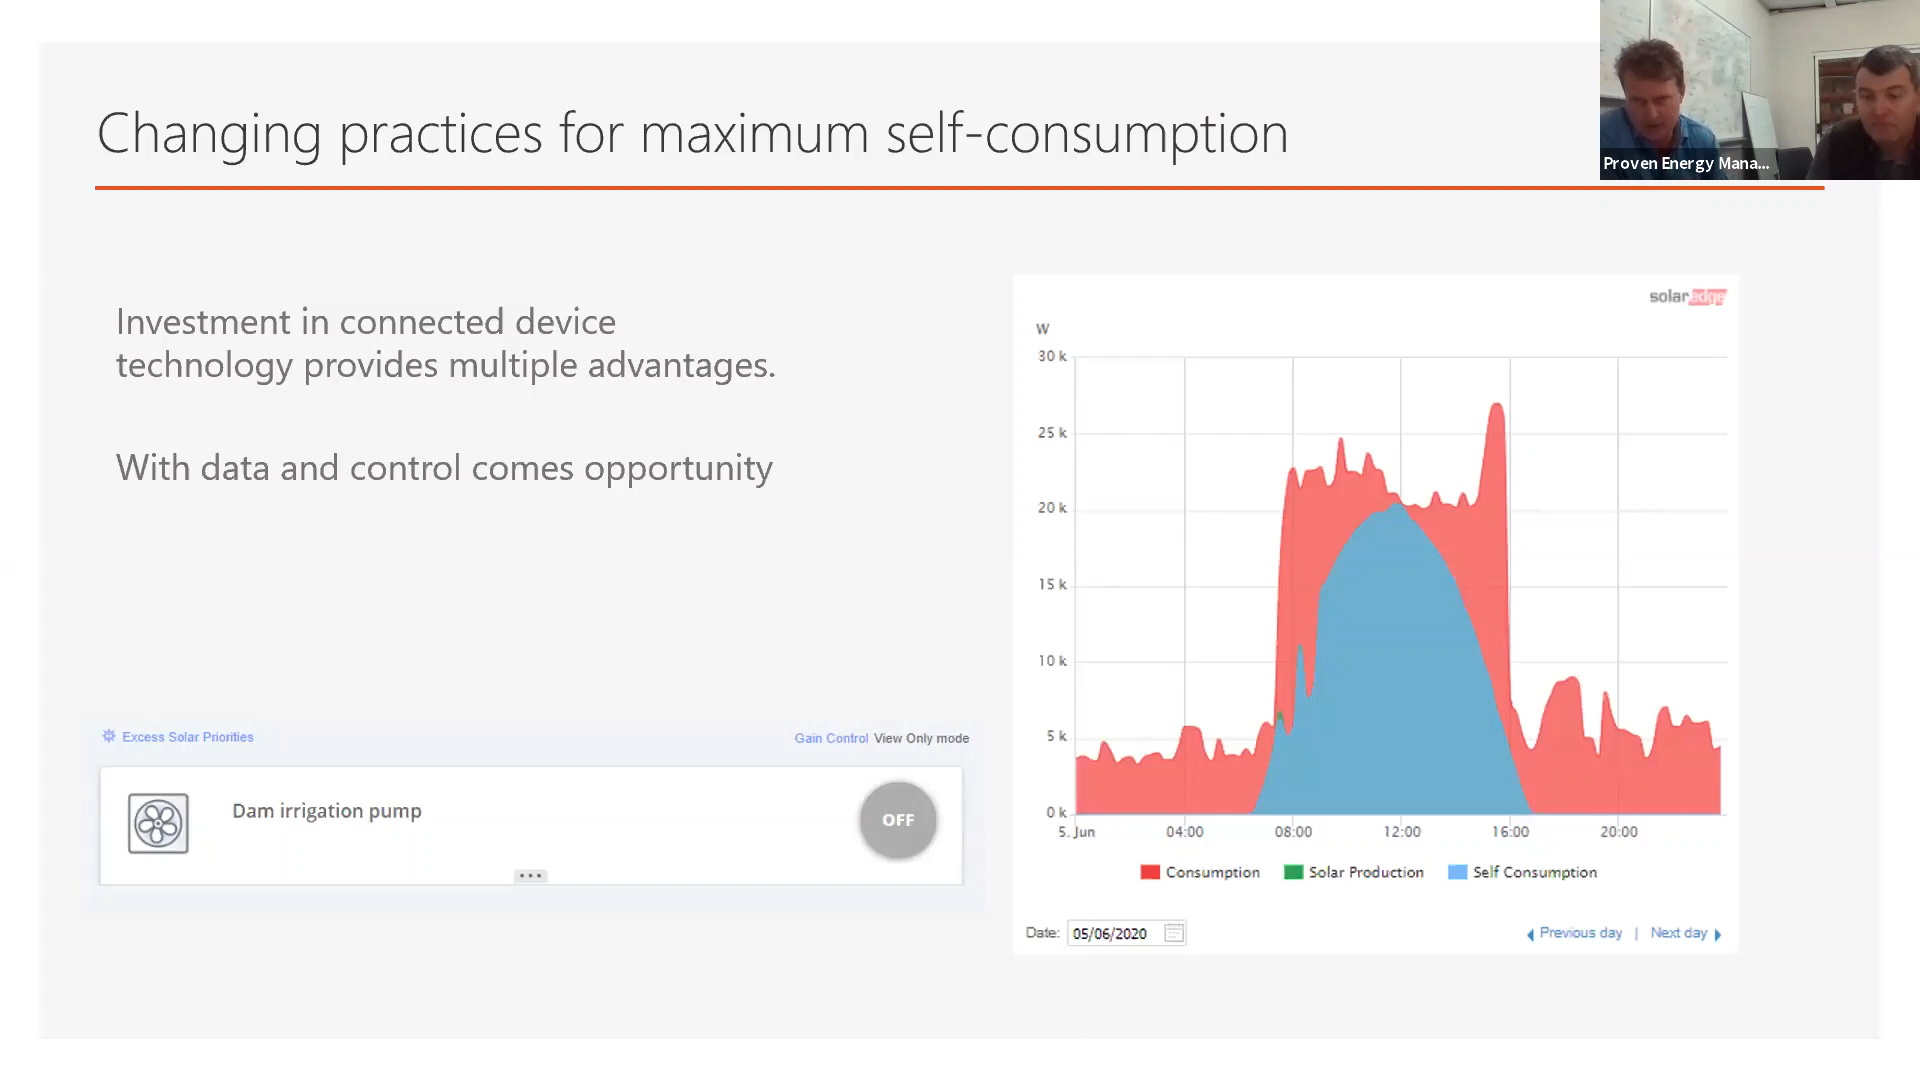 Changing practices for maximum self-consumption
Proven Energy Mana...
Investment in connected device
technology provides multiple advantages.
With data and control comes opportunity
Excess Solar Priorities
Gain Control View Only mode
Dam irrigation pump
OFF
solaredge
W
30 k
25 k
20 k
15 k
10 k
5 k
0 k
5. Jun 04:00 08:00 12:00 16:00 20:00
Consumption Solar Production Self Consumption
Date: 05/06/2020
Previous day | Next day